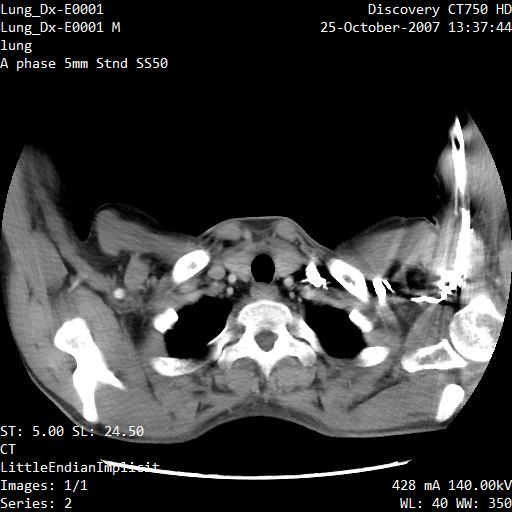 Lung_Dx-E0001
Discovery CT750 HD
Lung_Dx-E0001 M
25-October-2007 13:37:44
lung
A phase 5mm Stnd SS50
ST: 5.00 SL: 24.50
CT
LittleEndianImplicit
Images: 1/1
428 mA 140.00kV
Series: 2
WL: 40 WW: 350